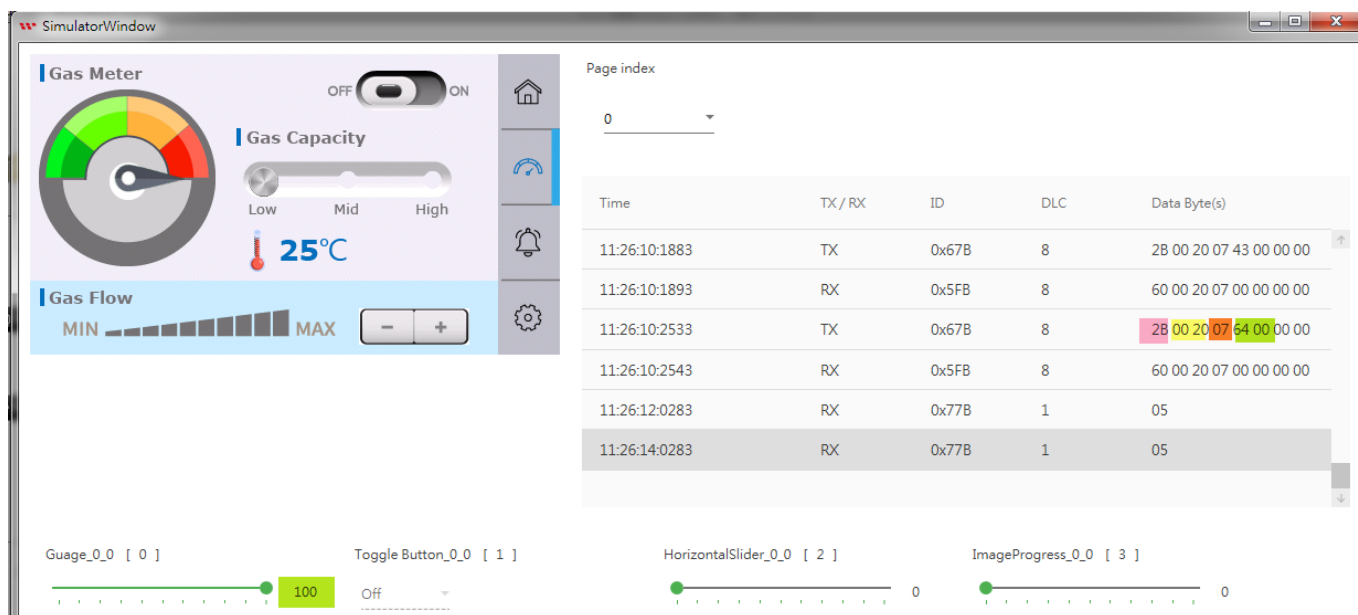 SimulatorWindow
Gas Meter
OFF ON
Gas Capacity
Low Mid High
25°C
Gas Flow
MIN MAX
- +
Page index
0
Time TX / RX ID DLC Data Byte(s)
11:26:10:1883 TX 0x67B 8 2B 00 20 07 43 00 00 00
11:26:10:1893 RX 0x5FB 8 60 00 20 07 00 00 00 00
11:26:10:2533 TX 0x67B 8 2B 00 20 07 64 00 00 00
11:26:10:2543 RX 0x5FB 8 60 00 20 07 00 00 00 00
11:26:12:0283 RX 0x77B 1 05
11:26:14:0283 RX 0x77B 1 05
Guage_0_0 [ 0 ] Toggle Button_0_0 [ 1 ] HorizontalSlider_0_0 [ 2 ] ImageProgress_0_0 [ 3 ]
100 Off 0 0